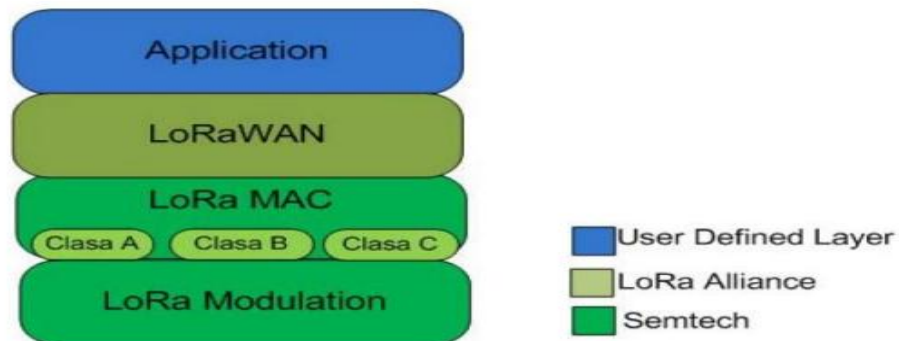 Application
LoRaWAN
LoRa MAC
Clasa A
Clasa B
Clasa C
LoRa Modulation
User Defined Layer
LoRa Alliance
Semtech